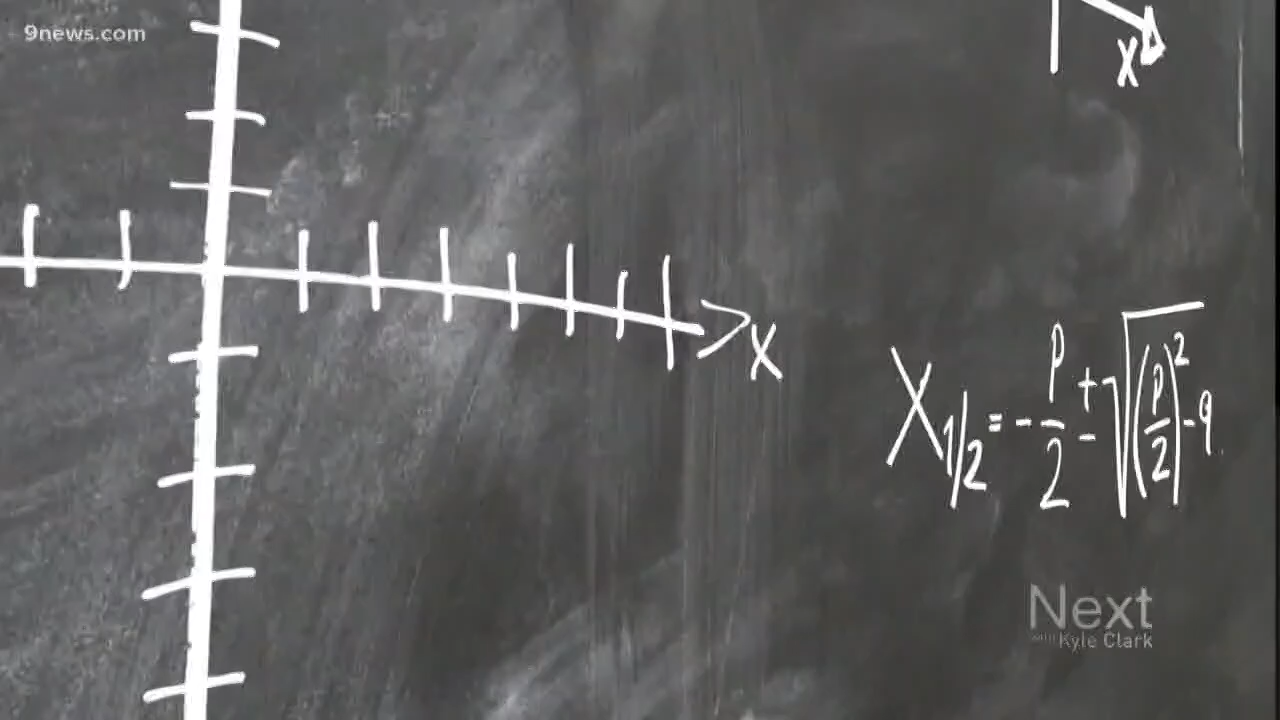 9news.com
x
x
X1/2 = - p/2 ± √(p/2)² - q
Next
with Kyle Clark